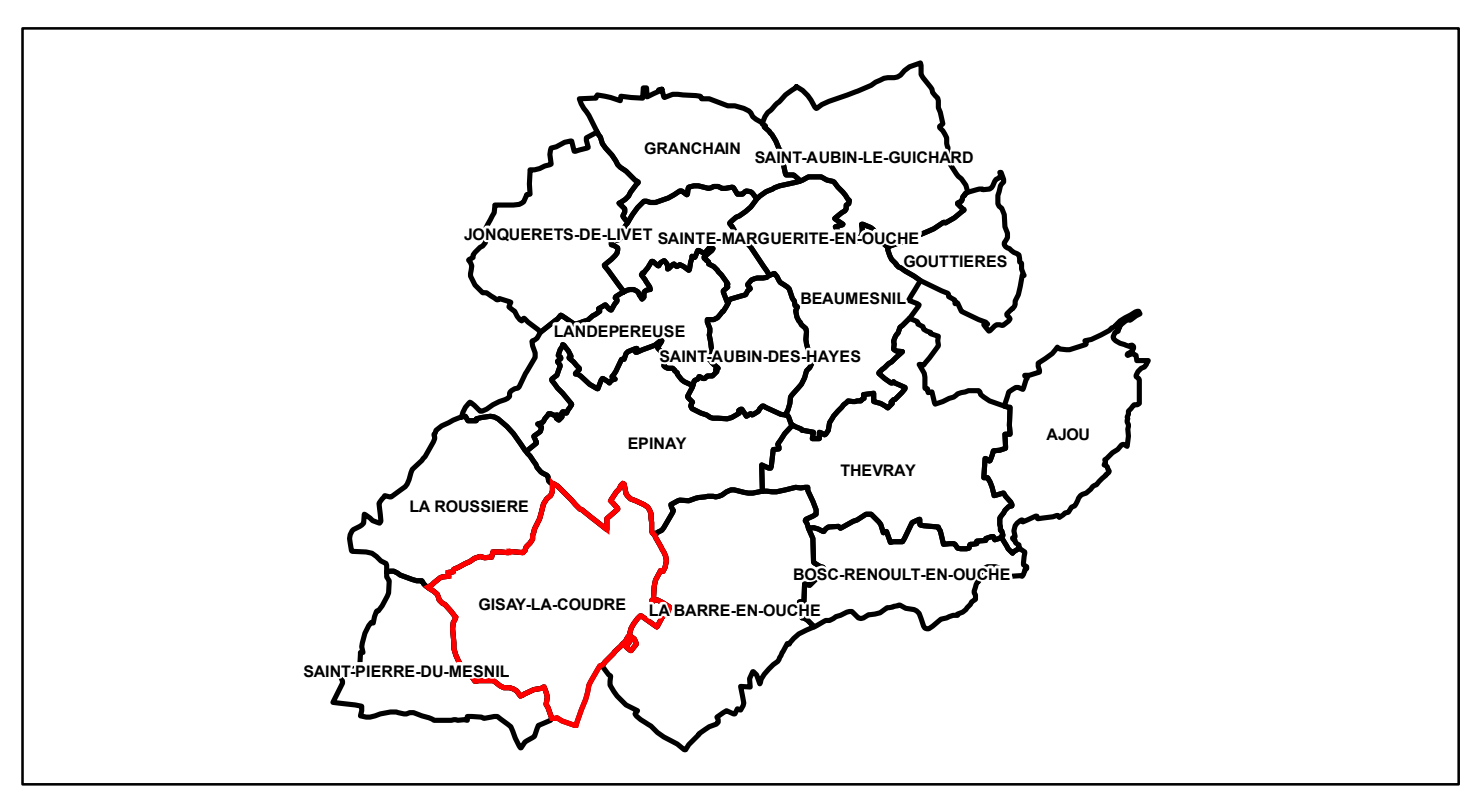 GRANCHAIN
SAINT-AUBIN-LE-GUICHARD
JONQUERETS-DE-LIVET
SAINTE-MARGUERITE-EN-OUCHE
GOUTTIERES
BEAUMESNIL
LANDEPEREUSE
SAINT-AUBIN-DES-HAYES
AJOU
EPINAY
THEVRAY
LA ROUSSIERE
BOSC-RENOULT-EN-OUCHE
GISAY-LA-COUDRE
LA BARRE-EN-OUCHE
SAINT-PIERRE-DU-MESNIL